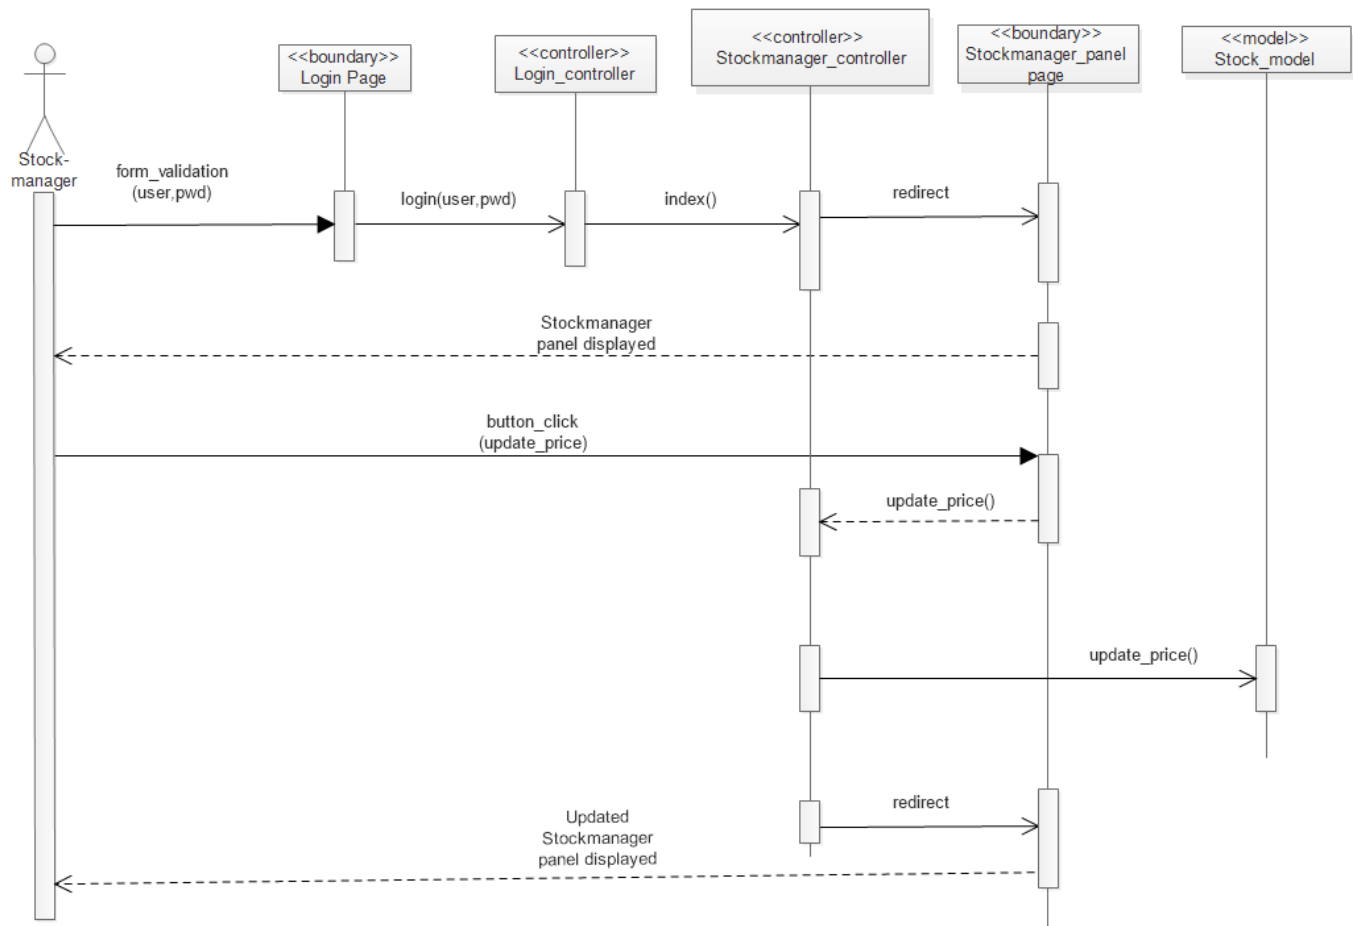 <<boundary>>
Login Page
<<controller>>
Login_controller
<<controller>>
Stockmanager_controller
<<boundary>>
Stockmanager_panel
page
<<model>>
Stock_model
Stock-
manager
form_validation
(user,pwd)
login(user,pwd)
index()
redirect
Stockmanager
panel displayed
button_click
(update_price)
update_price()
update_price()
redirect
Updated
Stockmanager
panel displayed